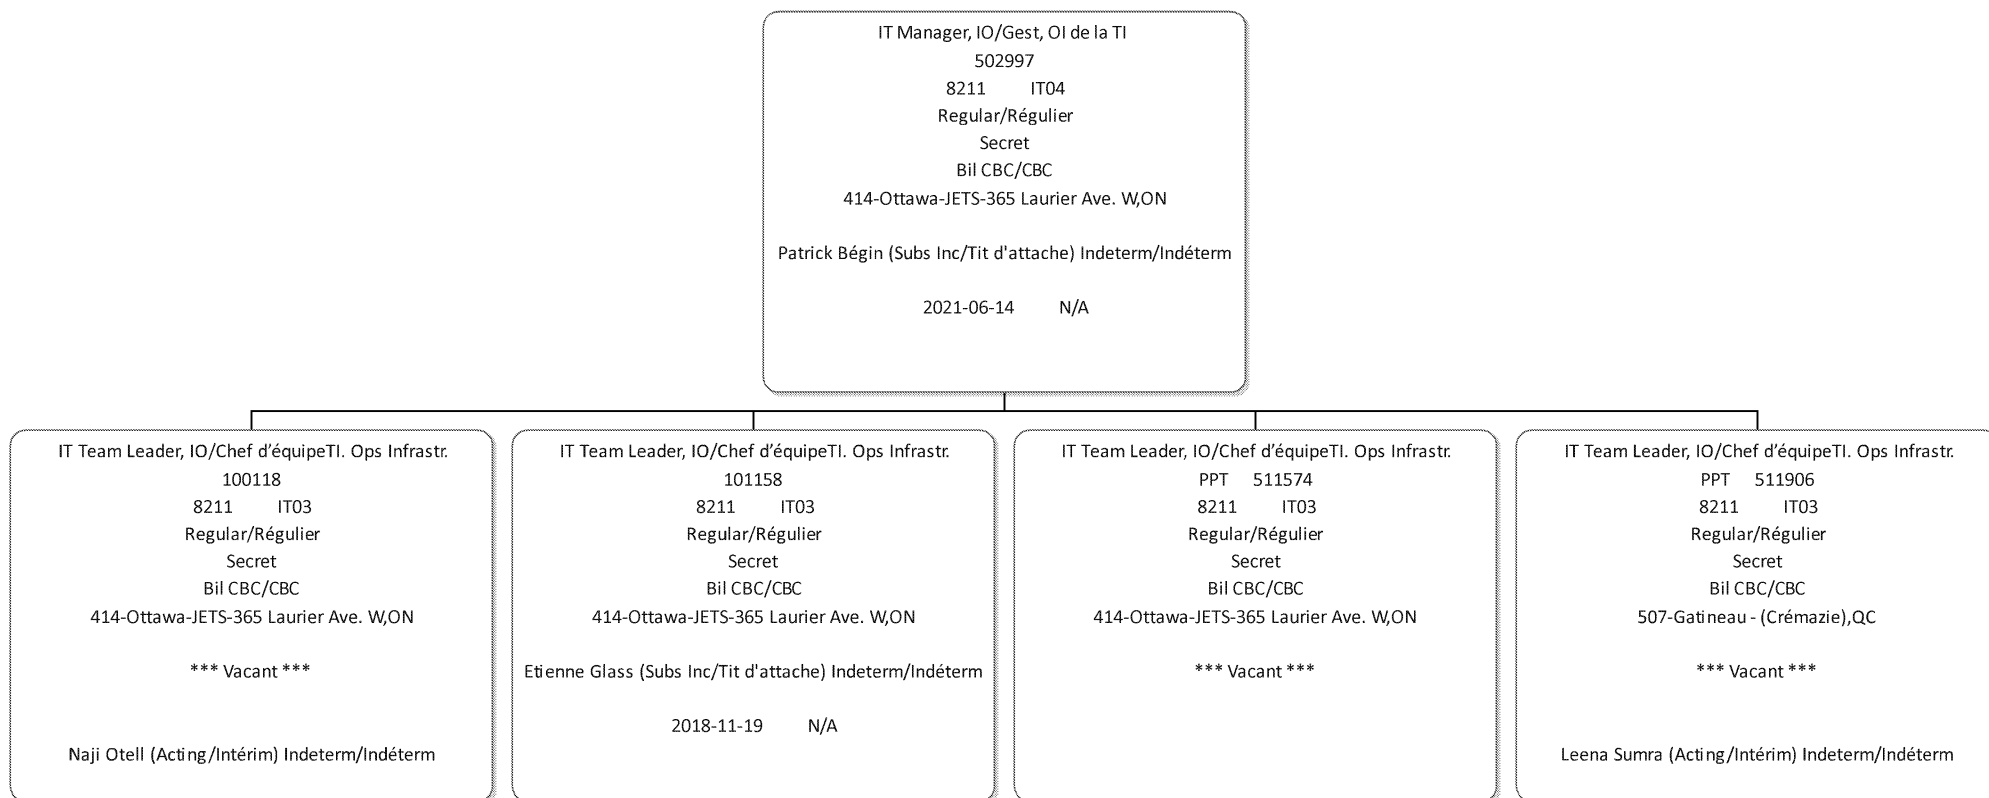 IT Manager, IO/Gest, OI de la TI
502997
8211 IT04
Regular/Régulier
Secret
Bil CBC/CBC
414-Ottawa-JETS-365 Laurier Ave. W,ON
Patrick Bégin (Subs Inc/Tit d'attache) Indeterm/Indéterm
2021-06-14 N/A
IT Team Leader, IO/Chef d’équipeTI. Ops Infrastr.
100118
8211 IT03
Regular/Régulier
Secret
Bil CBC/CBC
414-Ottawa-JETS-365 Laurier Ave. W,ON
*** Vacant ***
Naji Otell (Acting/Intérim) Indeterm/Indéterm
IT Team Leader, IO/Chef d’équipeTI. Ops Infrastr.
101158
8211 IT03
Regular/Régulier
Secret
Bil CBC/CBC
414-Ottawa-JETS-365 Laurier Ave. W,ON
Etienne Glass (Subs Inc/Tit d'attache) Indeterm/Indéterm
2018-11-19 N/A
IT Team Leader, IO/Chef d’équipeTI. Ops Infrastr.
PPT 511574
8211 IT03
Regular/Régulier
Secret
Bil CBC/CBC
414-Ottawa-JETS-365 Laurier Ave. W,ON
*** Vacant ***
IT Team Leader, IO/Chef d’équipeTI. Ops Infrastr.
PPT 511906
8211 IT03
Regular/Régulier
Secret
Bil CBC/CBC
507-Gatineau - (Crémazie),QC
*** Vacant ***
Leena Sumra (Acting/Intérim) Indeterm/Indéterm